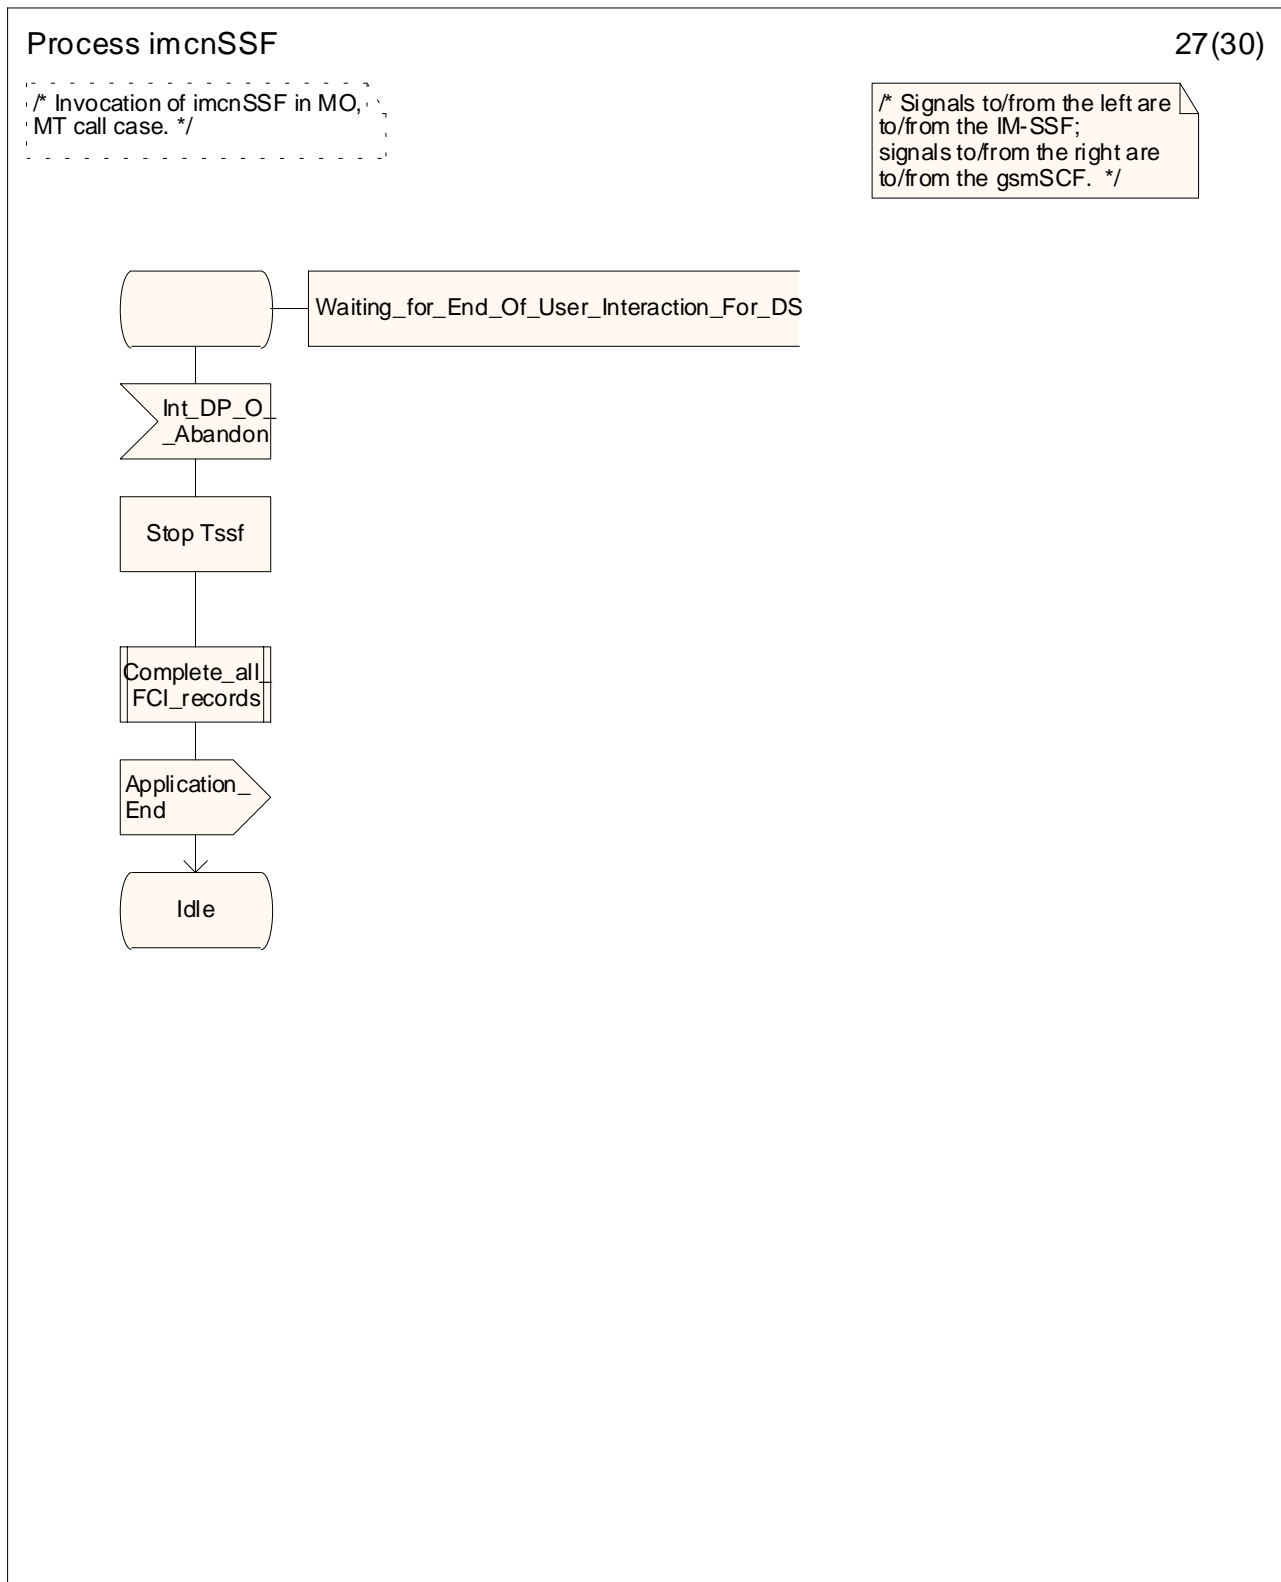 Process imcnSSF
27(30)
/* Invocation of imcnSSF in MO,
MT call case. */
/* Signals to/from the left are
to/from the IM-SSF;
signals to/from the right are
to/from the gsmSCF. */
Waiting_for_End_Of_User_Interaction_For_DS
Int_DP_O_
_Abandon
Stop Tssf
Complete_all_
FCI_records
Application_
End
Idle